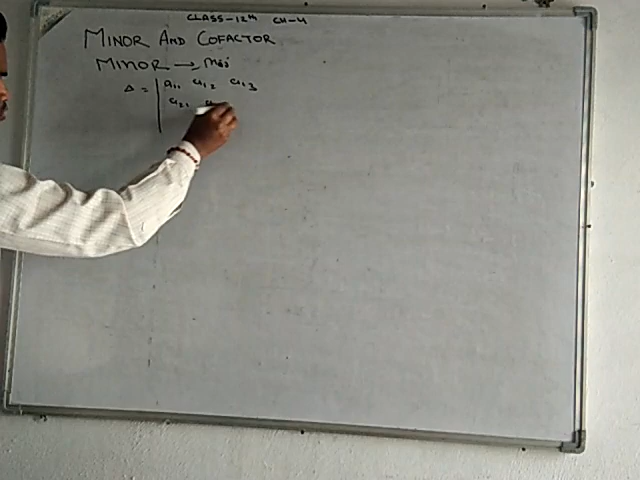 CLASS-12th CH-4
MINOR AND COFACTOR
MINOR → Mij
Δ = | a11 a12 a13
a21 a